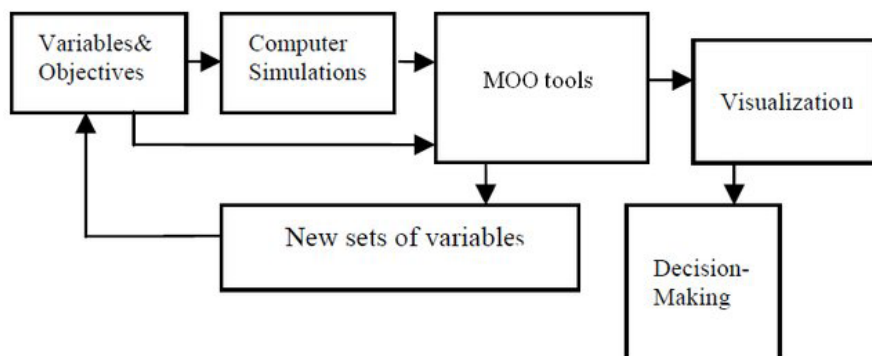 Variables&
Objectives
Computer
Simulations
MOO tools
Visualization
New sets of variables
Decision-
Making